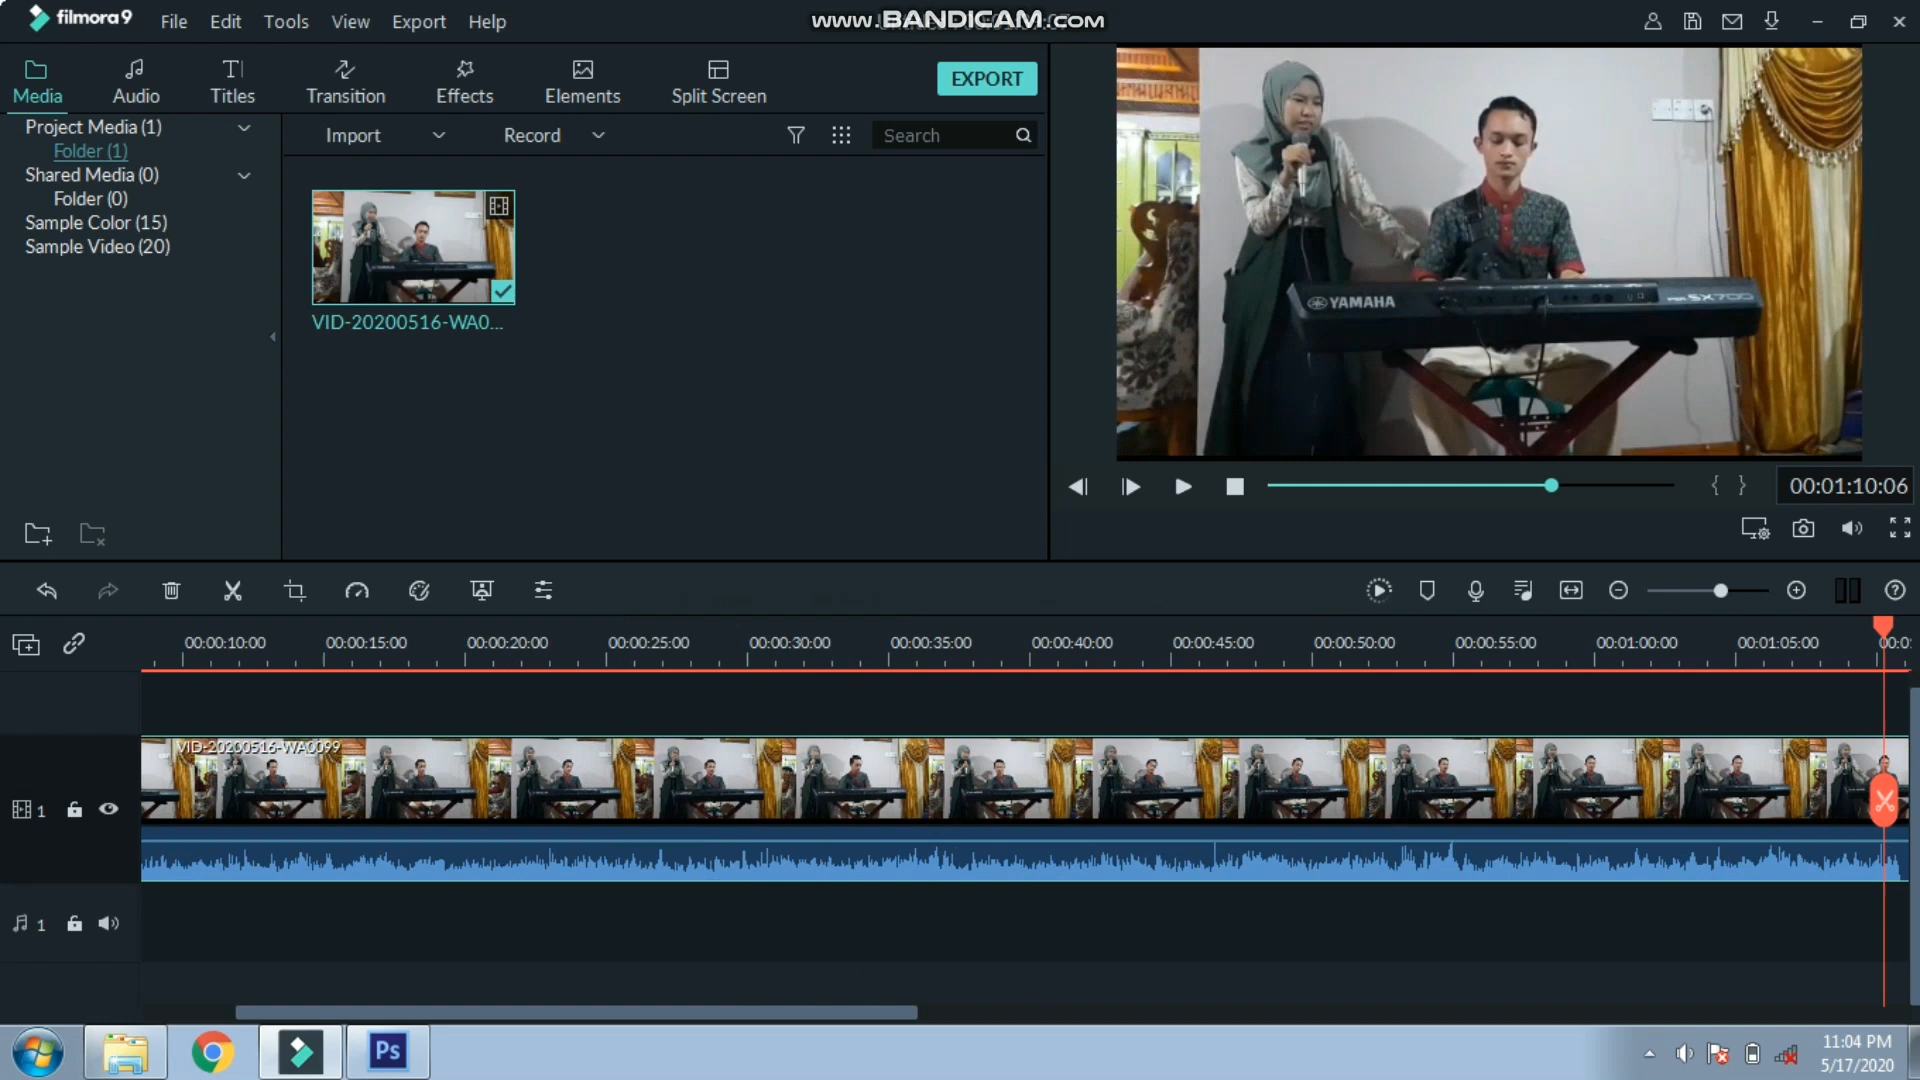 filmora9 File Edit Tools View Export Help
www.BANDICAM.COM
Media Audio Titles Transition Effects Elements Split Screen EXPORT
Project Media (1)
Folder (1)
Shared Media (0)
Folder (0)
Sample Color (15)
Sample Video (20)
Import Record Search
VID-20200516-WA0...
YAMAHA
PSR-SX700
00:01:10:06
00:00:10:00 00:00:15:00 00:00:20:00 00:00:25:00 00:00:30:00 00:00:35:00 00:00:40:00 00:00:45:00 00:00:50:00 00:00:55:00 00:01:00:00 00:01:05:00
VID-20200516-WA0099
1
1
Ps
11:04 PM
5/17/2020